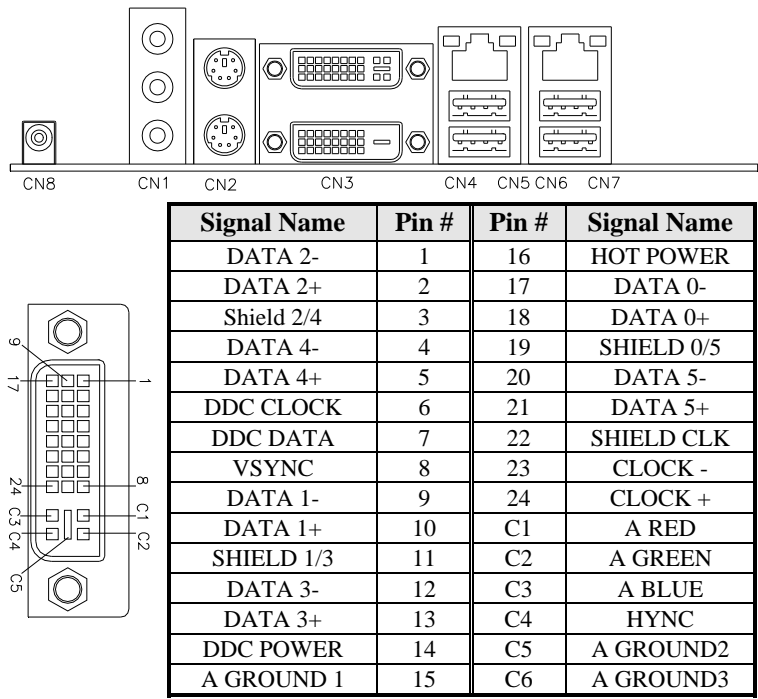 CN8 CN1 CN2 CN3 CN4 CN5 CN6 CN7
Signal Name Pin # Pin # Signal Name
DATA 2- 1 16 HOT POWER
DATA 2+ 2 17 DATA 0-
Shield 2/4 3 18 DATA 0+
DATA 4- 4 19 SHIELD 0/5
DATA 4+ 5 20 DATA 5-
DDC CLOCK 6 21 DATA 5+
DDC DATA 7 22 SHIELD CLK
VSYNC 8 23 CLOCK -
DATA 1- 9 24 CLOCK +
DATA 1+ 10 C1 A RED
SHIELD 1/3 11 C2 A GREEN
DATA 3- 12 C3 A BLUE
DATA 3+ 13 C4 HYNC
DDC POWER 14 C5 A GROUND2
A GROUND 1 15 C6 A GROUND3
9
17 1
24 8
C3 C1
C4 C2
C5